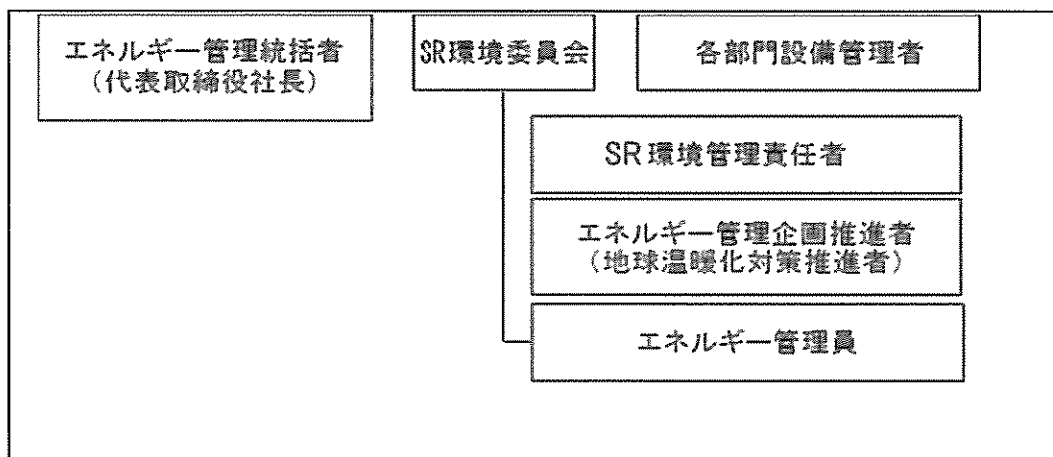 エネルギー管理統括者
（代表取締役社長）
SR環境委員会
各部門設備管理者
SR環境管理責任者
エネルギー管理企画推進者
（地球温暖化対策推進者）
エネルギー管理員